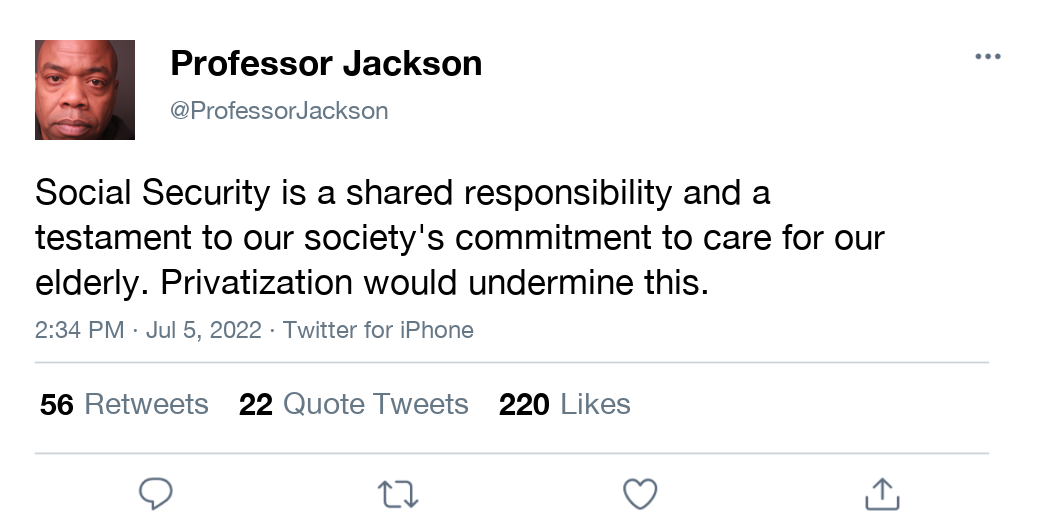 Professor Jackson
@ProfessorJackson
Social Security is a shared responsibility and a
testament to our society's commitment to care for our
elderly. Privatization would undermine this.
2:34 PM · Jul 5, 2022 · Twitter for iPhone
56 Retweets 22 Quote Tweets 220 Likes